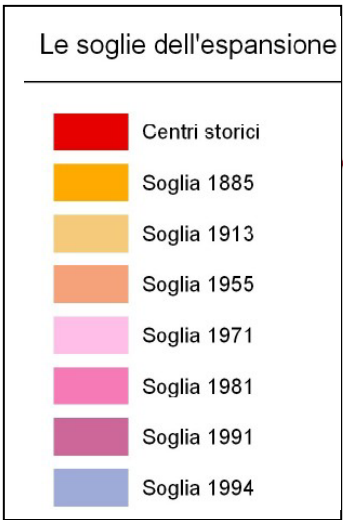 Le soglie dell'espansione
Centri storici
Soglia 1885
Soglia 1913
Soglia 1955
Soglia 1971
Soglia 1981
Soglia 1991
Soglia 1994